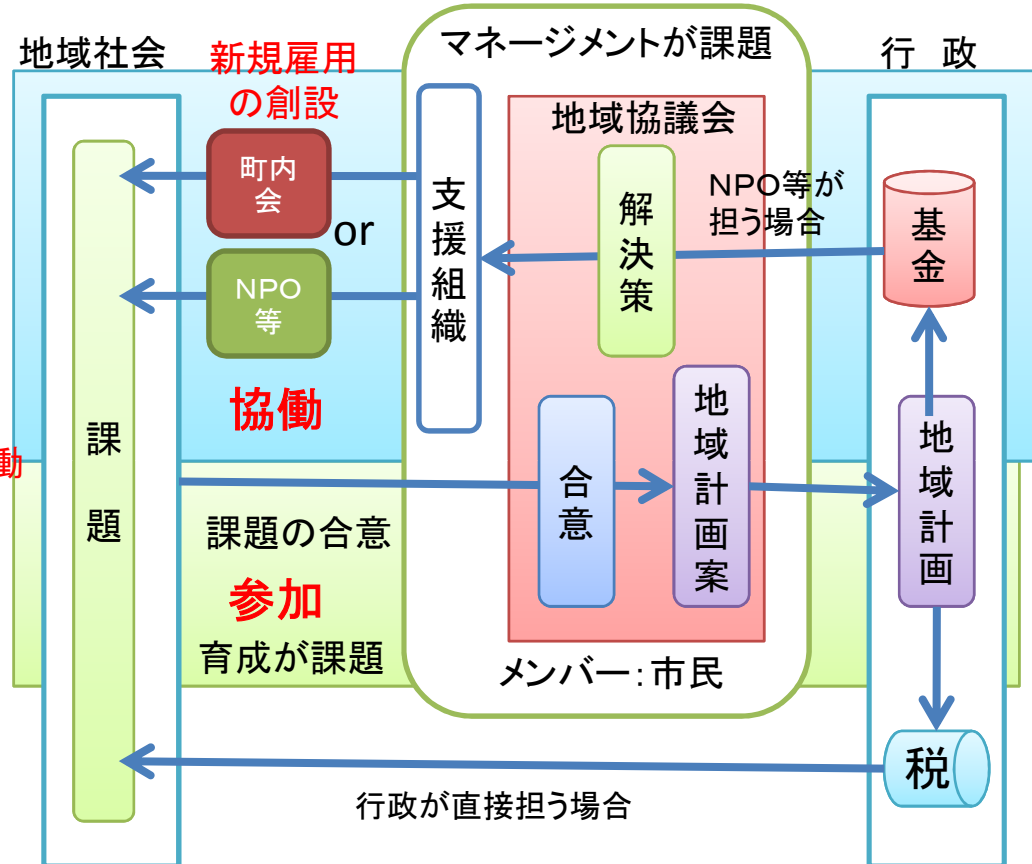 マネージメントが課題
地域社会
行 政
新規雇用
の創設
地域協議会
町内
会
or
NPO
等
支援組織
解決策
NPO等が
担う場合
基金
協働
課題
動
合意
地域計画案
地域計画
課題の合意
参加
育成が課題
メンバー：市民
税
行政が直接担う場合